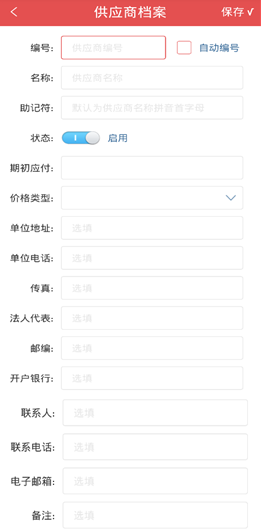 供应商档案 保存√
编号: 供应商编号 自动编号
名称: 供应商名称
助记符: 默认为供应商名称拼音首字母
状态: 启用
期初应付:
价格类型:
单位地址: 选填
单位电话: 选填
传真: 选填
法人代表: 选填
邮编: 选填
开户银行: 选填
联系人: 选填
联系电话: 选填
电子邮箱: 选填
备注: 选填